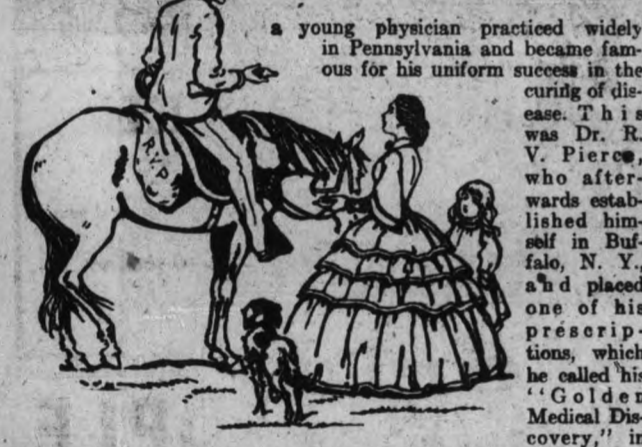 a young physician practiced widely
in Pennsylvania and became fam-
ous for his uniform success in the
curing of dis-
ease. This
was Dr. R.
V. Pierce,
who after-
wards estab-
lished him-
self in Buf-
falo, N. Y.,
and placed
one of his
prescrip-
tions, which
he called his
"Golden
Medical Dis-
covery," in
R.V.P.